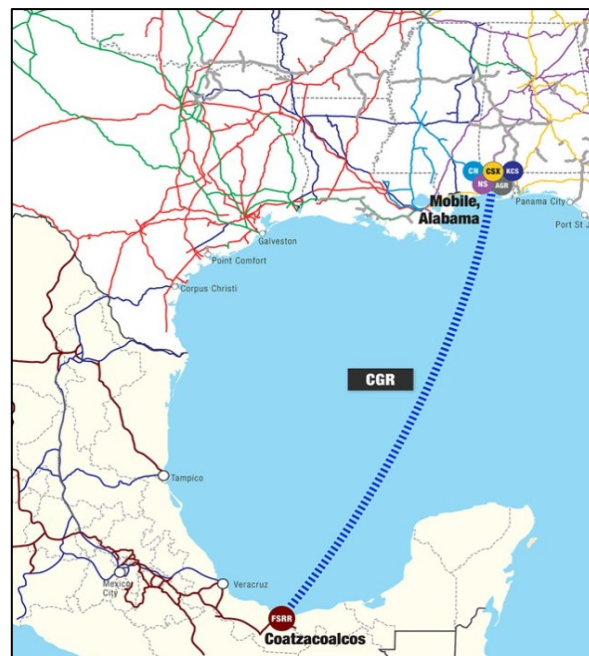 CN
CSX
KCS
NS
AGR
Mobile,
Alabama
Panama City
Port St J
Galveston
Point Comfort
Corpus Christi
CGR
Tampico
Mexico
City
Veracruz
FSRR
Coatzacoalcos